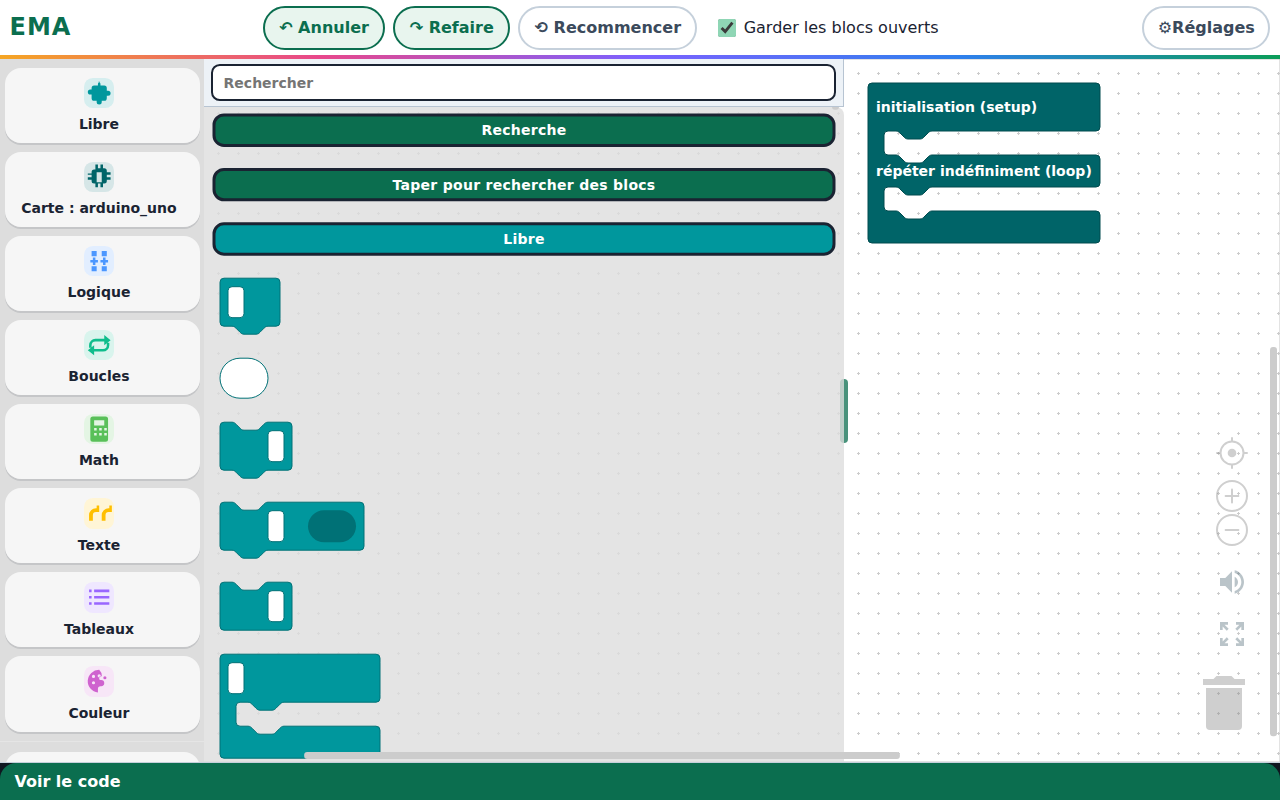 EMA
↶ Annuler
↷ Refaire
⟲ Recommencer
Garder les blocs ouverts
⚙Réglages
Libre
Carte : arduino_uno
Logique
Boucles
Math
Texte
Tableaux
Couleur
Rechercher
Recherche
Taper pour rechercher des blocs
Libre
initialisation (setup)
répéter indéfiniment (loop)
Voir le code